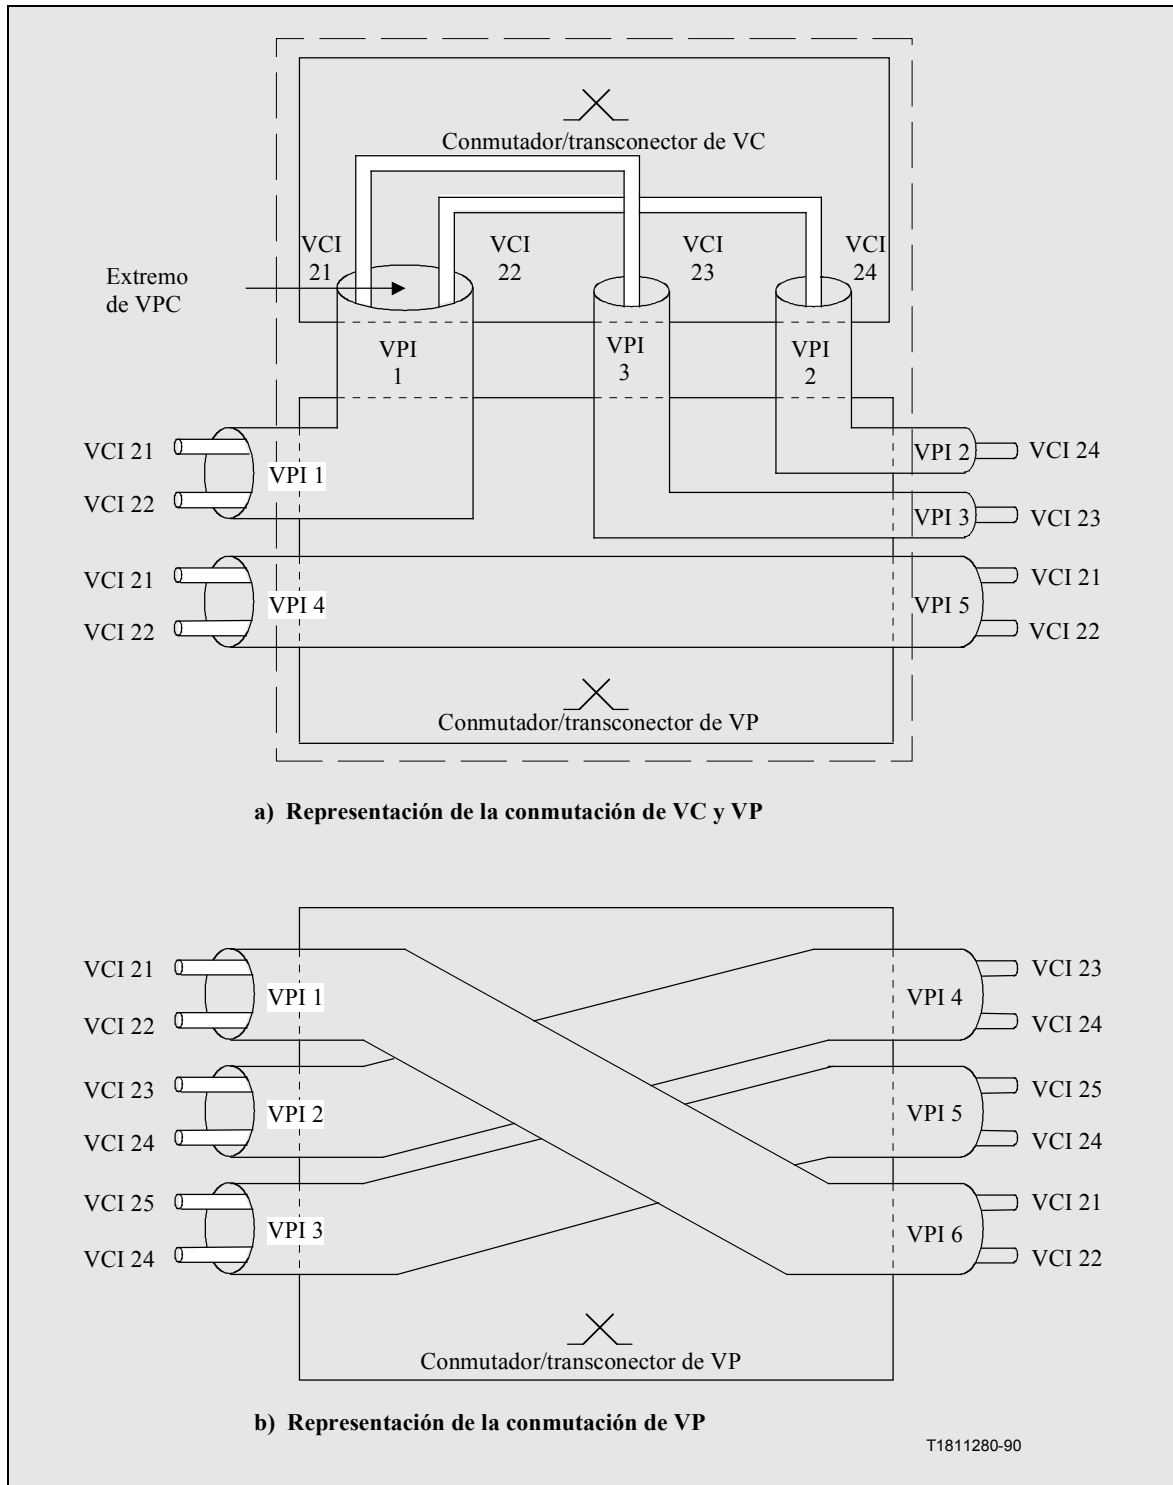 Conmutador/transconector de VC
VCI
21
VCI
22
VCI
23
VCI
24
Extremo
de VPC
VPI
1
VPI
3
VPI
2
VCI 21
VCI 22
VPI 1
VPI 2
VCI 24
VPI 3
VCI 23
VCI 21
VCI 22
VPI 4
VPI 5
VCI 21
VCI 22
Conmutador/transconector de VP
a) Representación de la conmutación de VC y VP
VCI 21
VCI 22
VPI 1
VPI 4
VCI 23
VCI 24
VCI 23
VCI 24
VPI 2
VPI 5
VCI 25
VCI 24
VCI 25
VCI 24
VPI 3
VPI 6
VCI 21
VCI 22
Conmutador/transconector de VP
b) Representación de la conmutación de VP
T1811280-90